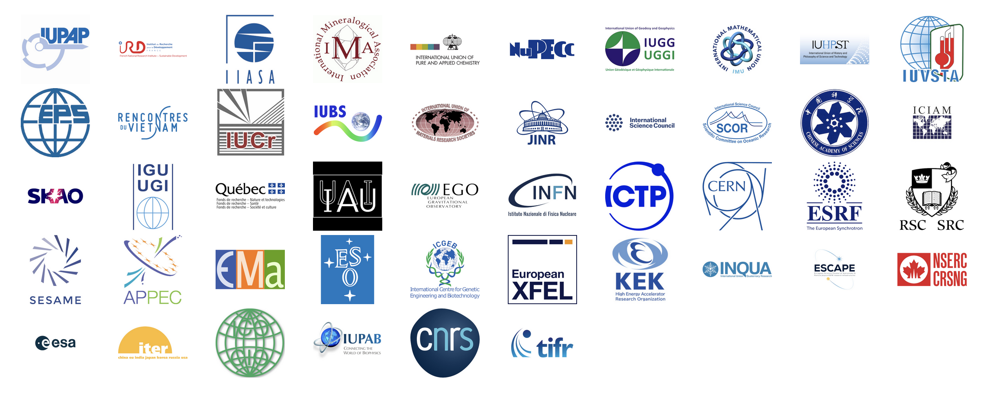 IUPAP
iRD
Institut de Recherche
pour le Développement
FRANCE
French National Research Institute for Sustainable Development
IIASA
International Mineralogical Association
IMA
INTERNATIONAL UNION OF
PURE AND APPLIED CHEMISTRY
NuPECC
International Union of Geodesy and Geophysics
IUGG
UGGI
Union Géodésique et Géophysique Internationale
INTERNATIONAL MATHEMATICAL UNION
IMU
IUHPST
International Union of History and
Philosophy of Science and Technology
IUVSTA
EPS
RENCONTRES
DU VIETNAM
IUCr
IUBS
INTERNATIONAL UNION OF
MATERIALS RESEARCH SOCIETIES
JINR
International
Science Council
International Science Council
SCOR
Scientific Committee on Oceanic Research
中国科学院
CHINESE ACADEMY OF SCIENCES
ICIAM
SKAO
IGU
UGI
Québec
Fonds de recherche – Nature et technologies
Fonds de recherche – Santé
Fonds de recherche – Société et culture
UAI
IAU
EGO
EUROPEAN
GRAVITATIONAL
OBSERVATORY
INFN
Istituto Nazionale di Fisica Nucleare
ICTP
CERN
ESRF
The European Synchrotron
RSC SRC
SESAME
APPEC
EMa
ES
O
ICGEB
International Centre for Genetic
Engineering and Biotechnology
European
XFEL
KEK
High Energy Accelerator
Research Organization
INQUA
International Union Quaternary Research
ESCAPE
European Science Cluster of Astronomy &
Particle physics ESFRI research Infrastructures
NSERC
CRSNG
esa
iter
china eu india japan korea russia usa
ICO
CIO
IUPAB
CONNECTING THE
WORLD OF BIOPHYSICS
cnrs
tifr